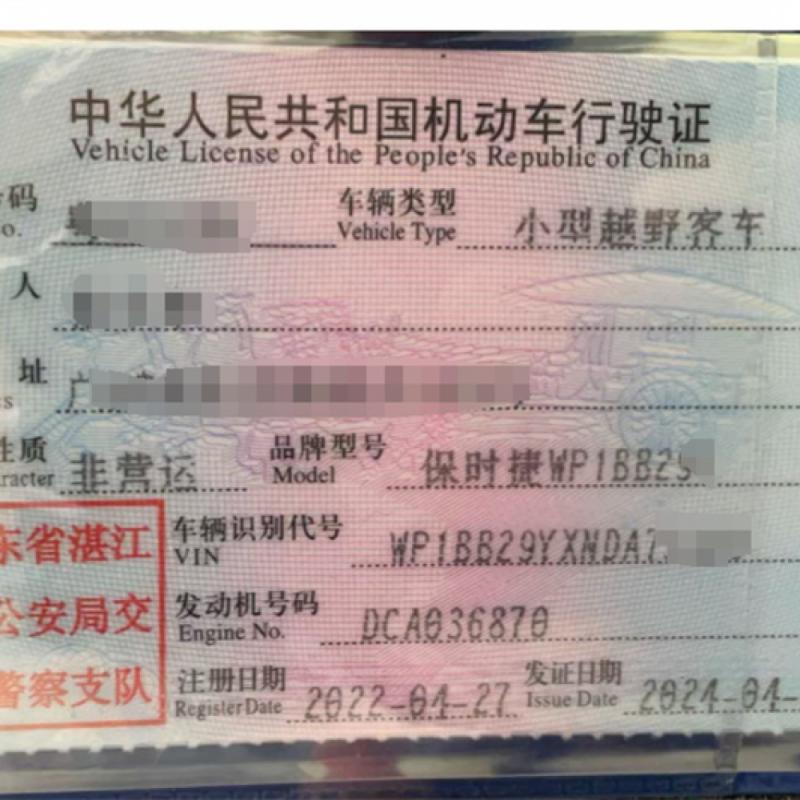 中华人民共和国机动车行驶证
Vehicle License of the People's Republic of China
码 车辆类型 小型越野客车
o. Vehicle Type
人
址
s
性质 非营运 品牌型号 保时捷WP1BB29
racter Model
车辆识别代号 WP1BB29YXNDA7
VIN
发动机号码 DCA036870
Engine No.
注册日期 2022-04-27 发证日期 2024-04-
Register Date Issue Date
东省湛江
公安局交
警察支队